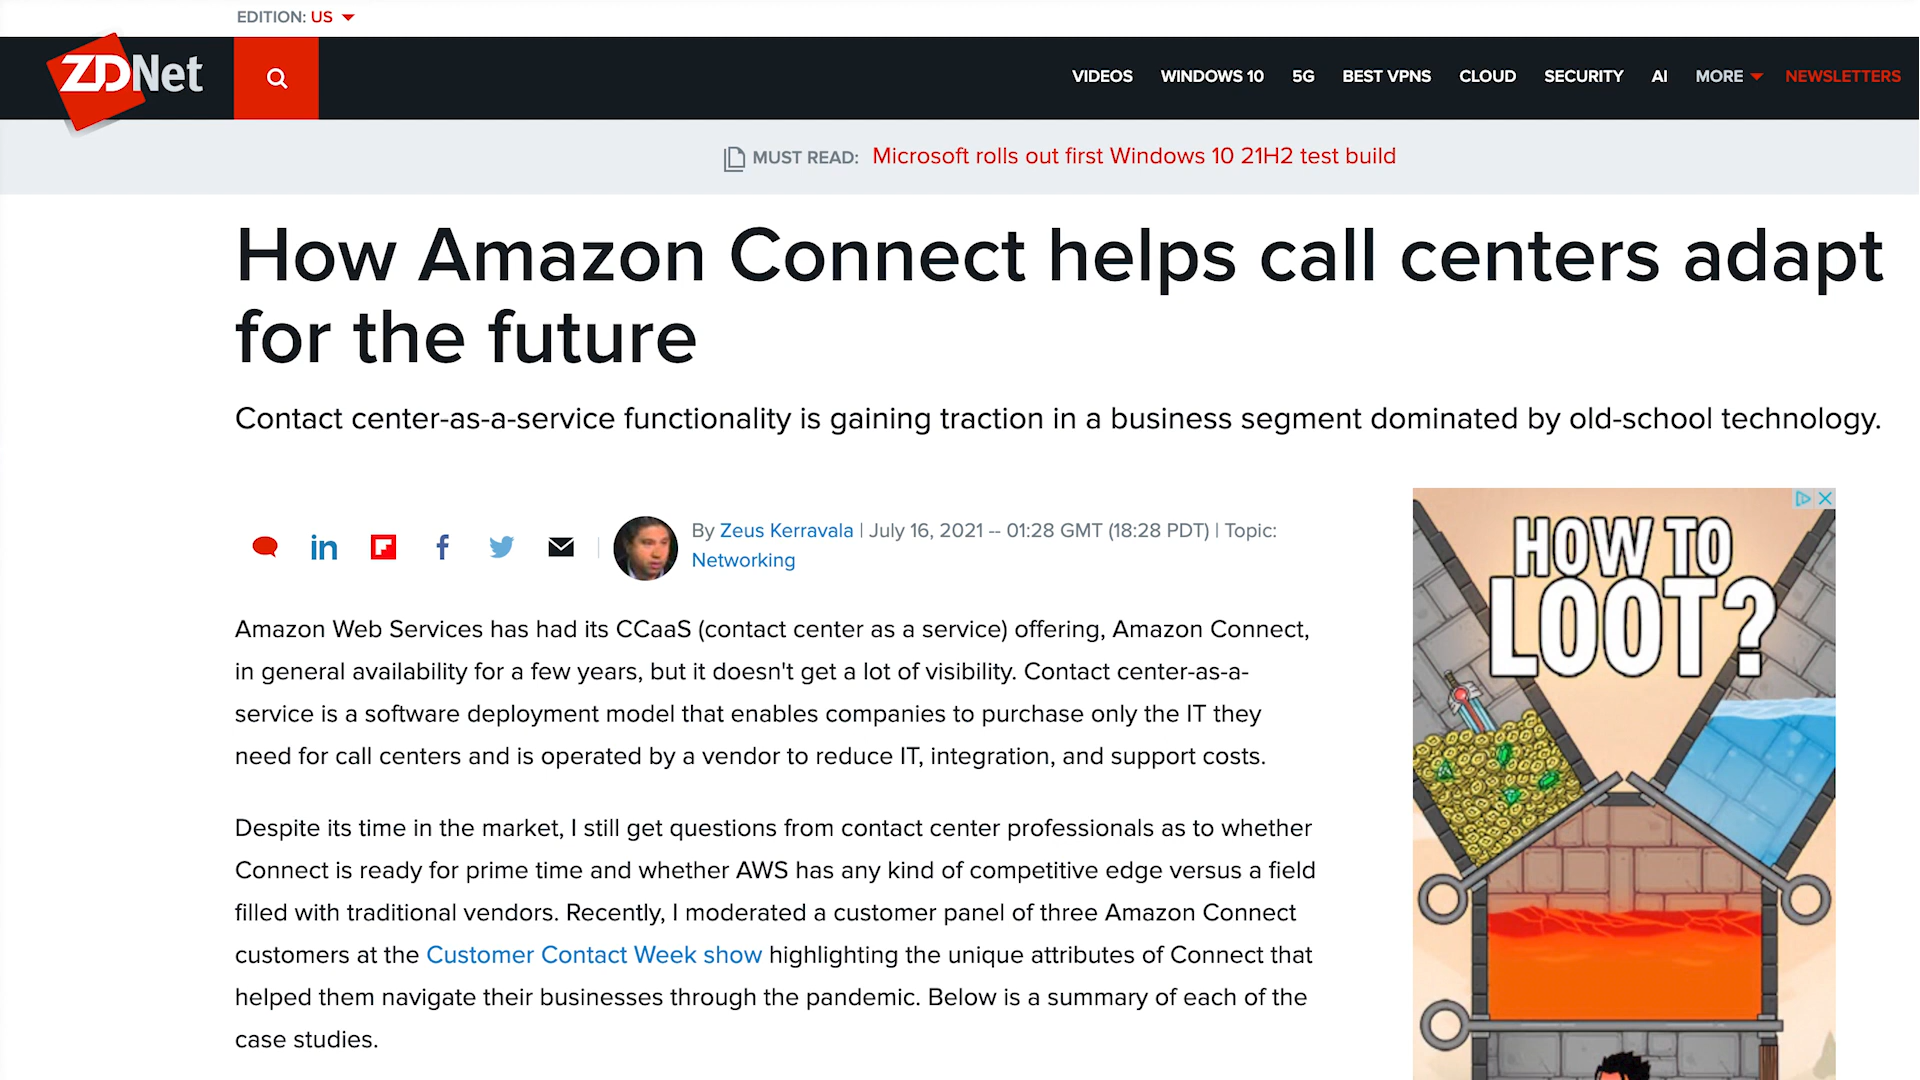 EDITION: US
ZDNet
VIDEOS WINDOWS 10 5G BEST VPNS CLOUD SECURITY AI MORE NEWSLETTERS
MUST READ: Microsoft rolls out first Windows 10 21H2 test build
How Amazon Connect helps call centers adapt
for the future
Contact center-as-a-service functionality is gaining traction in a business segment dominated by old-school technology.
in
f
By Zeus Kerravala | July 16, 2021 -- 01:28 GMT (18:28 PDT) | Topic:
Networking
Amazon Web Services has had its CCaaS (contact center as a service) offering, Amazon Connect,
in general availability for a few years, but it doesn't get a lot of visibility. Contact center-as-a-
service is a software deployment model that enables companies to purchase only the IT they
need for call centers and is operated by a vendor to reduce IT, integration, and support costs.
Despite its time in the market, I still get questions from contact center professionals as to whether
Connect is ready for prime time and whether AWS has any kind of competitive edge versus a field
filled with traditional vendors. Recently, I moderated a customer panel of three Amazon Connect
customers at the Customer Contact Week show highlighting the unique attributes of Connect that
helped them navigate their businesses through the pandemic. Below is a summary of each of the
case studies.
HOW TO
LOOT?